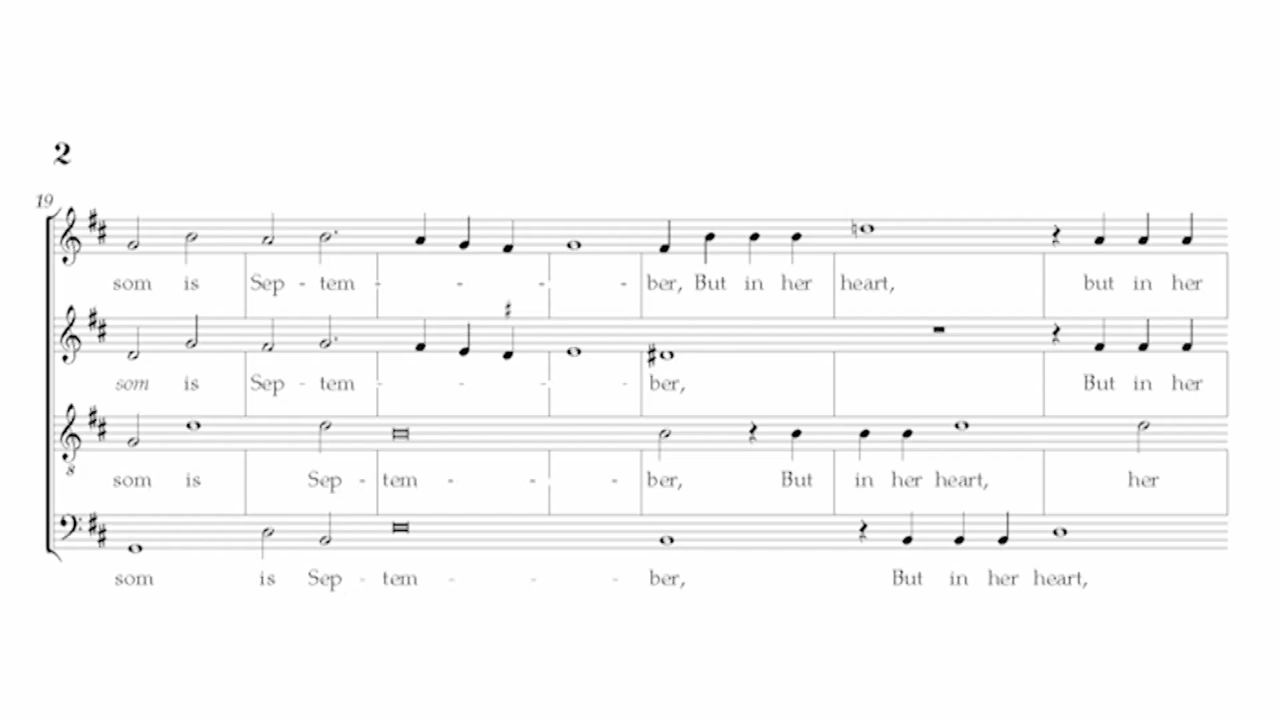 2
19
som is Sep - tem - - - - ber, But in her heart, but in her
som is Sep - tem - - - - ber, But in her
8
som is Sep - tem - - - ber, But in her heart, her
som is Sep - tem - - - ber, But in her heart,